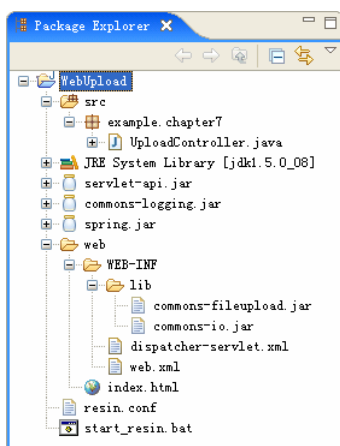 Package Explorer
WebUpload
src
example.chapter7
UploadController.java
JRE System Library [jdk1.5.0_08]
servlet-api.jar
commons-logging.jar
spring.jar
web
WEB-INF
lib
commons-fileupload.jar
commons-io.jar
dispatcher-servlet.xml
web.xml
index.html
resin.conf
start_resin.bat